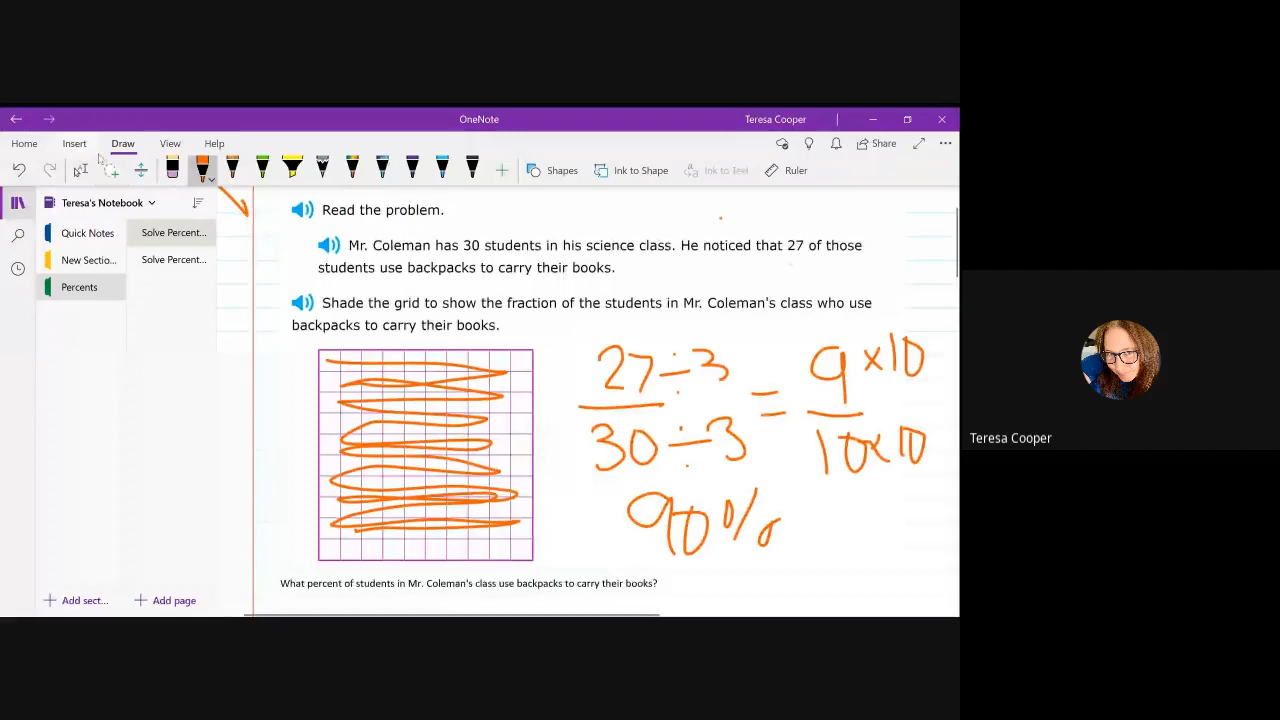 OneNote
Teresa Cooper
Home Insert Draw View Help
Share
Shapes Ink to Shape Ink to Text Ruler
Teresa's Notebook
Quick Notes
New Sectio...
Percents
Solve Percent...
Solve Percent...
Add sect...
Add page
Read the problem.
Mr. Coleman has 30 students in his science class. He noticed that 27 of those
students use backpacks to carry their books.
Shade the grid to show the fraction of the students in Mr. Coleman's class who use
backpacks to carry their books.
27 ÷ 3 = 9 x 10
30 ÷ 3 10 x 10
90%
What percent of students in Mr. Coleman's class use backpacks to carry their books?
Teresa Cooper